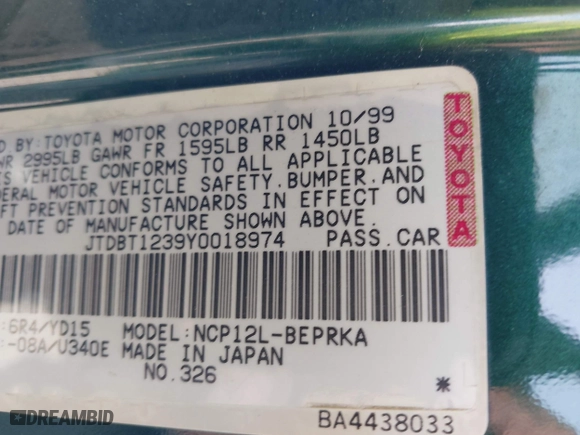 D BY:TOYOTA MOTOR CORPORATION 10/99
WR 2995LB GAWR FR 1595LB RR 1450LB
S VEHICLE CONFORMS TO ALL APPLICABLE
DERAL MOTOR VEHICLE SAFETY.BUMPER.AND
FT PREVENTION STANDARDS IN EFFECT ON
DATE OF MANUFACTURE SHOWN ABOVE.
JTDBT1239Y0018974 PASS.CAR
TOYOTA
:6R4/YD15 MODEL:NCP12L-BEPRKA
-08A/U340E MADE IN JAPAN
NO.326 *
BA4438033
DREAMBID